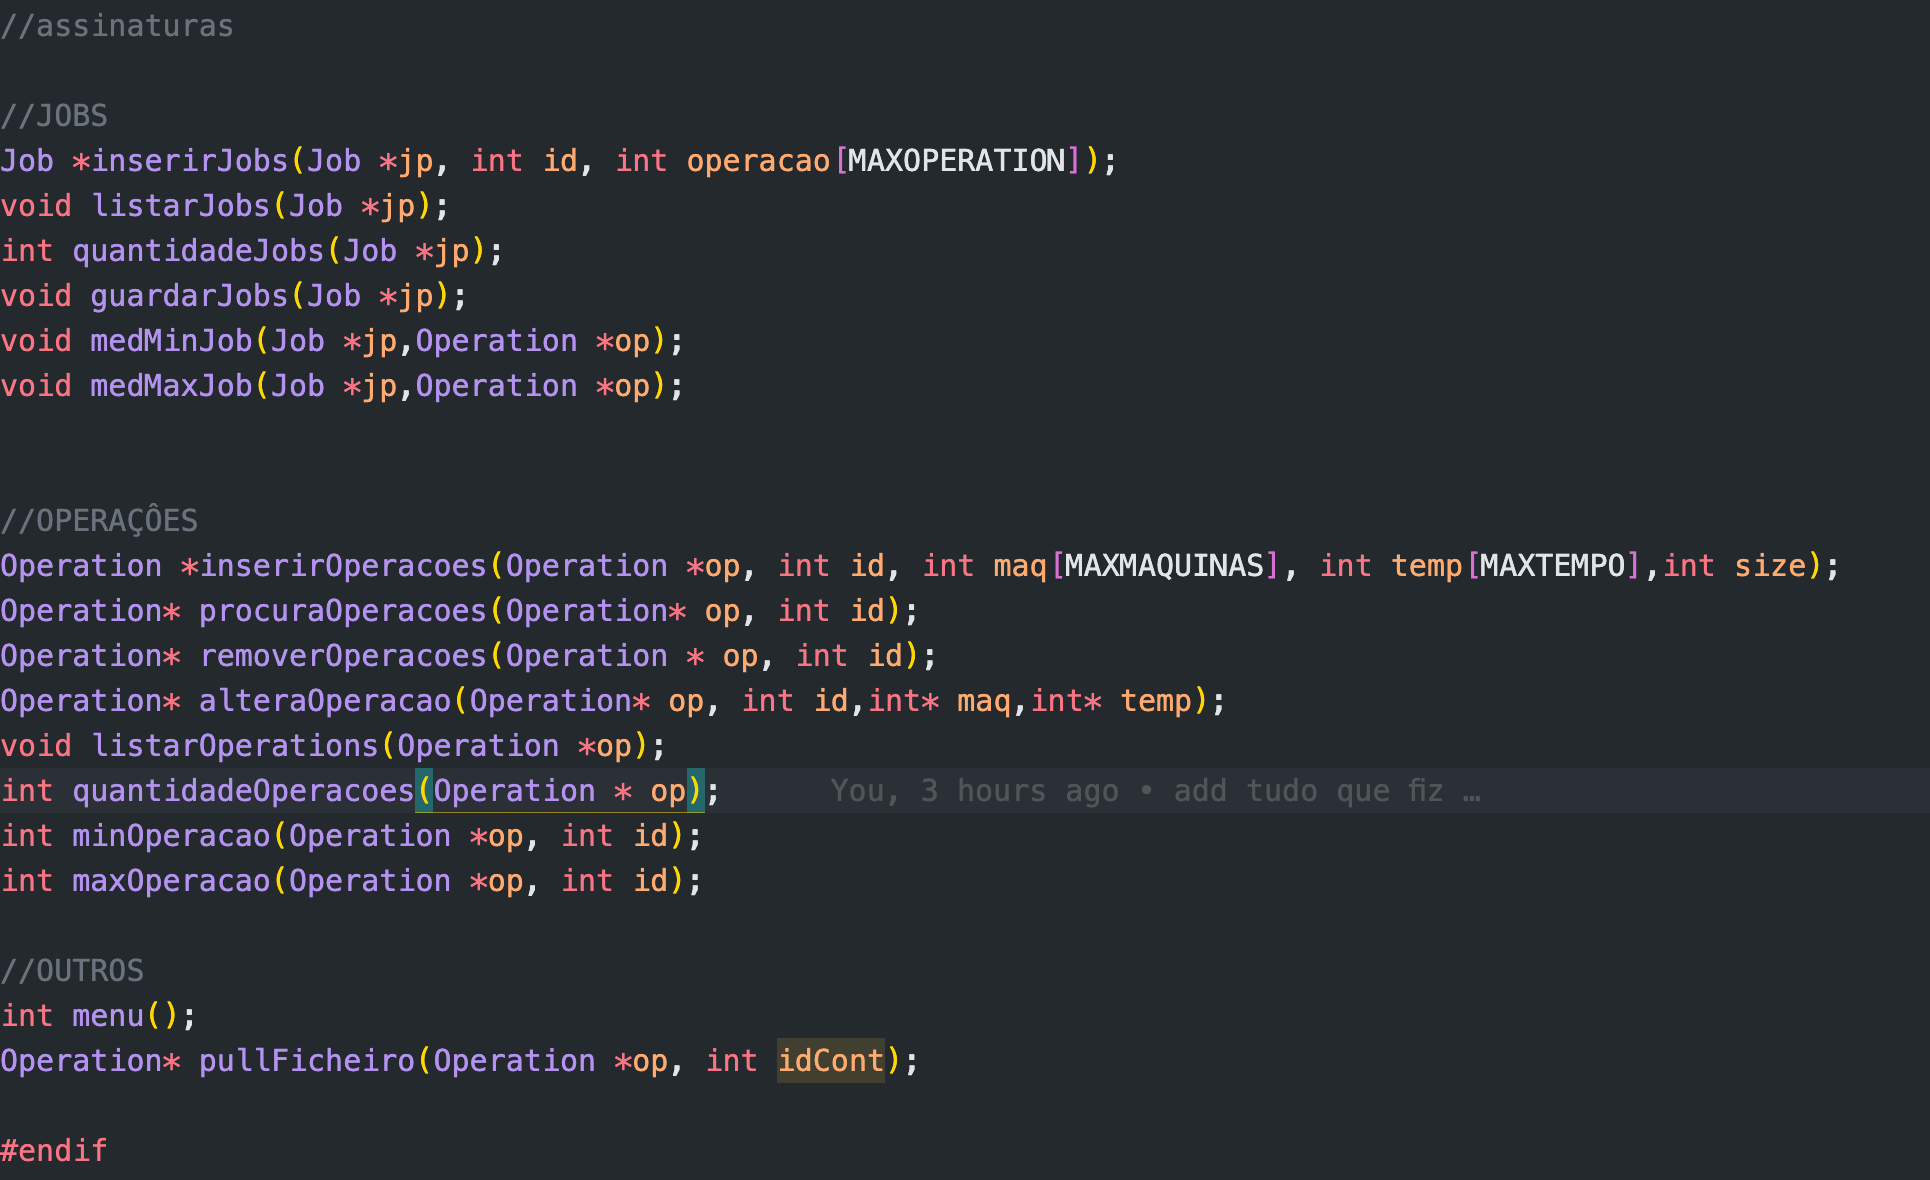 //assinaturas
//JOBS
Job *inserirJobs(Job *jp, int id, int operacao[MAXOPERATION]);
void listarJobs(Job *jp);
int quantidadeJobs(Job *jp);
void guardarJobs(Job *jp);
void medMinJob(Job *jp,Operation *op);
void medMaxJob(Job *jp,Operation *op);
//OPERAÇÔES
Operation *inserirOperacoes(Operation *op, int id, int maq[MAXMAQUINAS], int temp[MAXTEMPO],int size);
Operation* procuraOperacoes(Operation* op, int id);
Operation* removerOperacoes(Operation * op, int id);
Operation* alteraOperacao(Operation* op, int id,int* maq,int* temp);
void listarOperations(Operation *op);
int quantidadeOperacoes(Operation * op);      You, 3 hours ago • add tudo que fiz …
int minOperacao(Operation *op, int id);
int maxOperacao(Operation *op, int id);
//OUTROS
int menu();
Operation* pullFicheiro(Operation *op, int idCont);
#endif